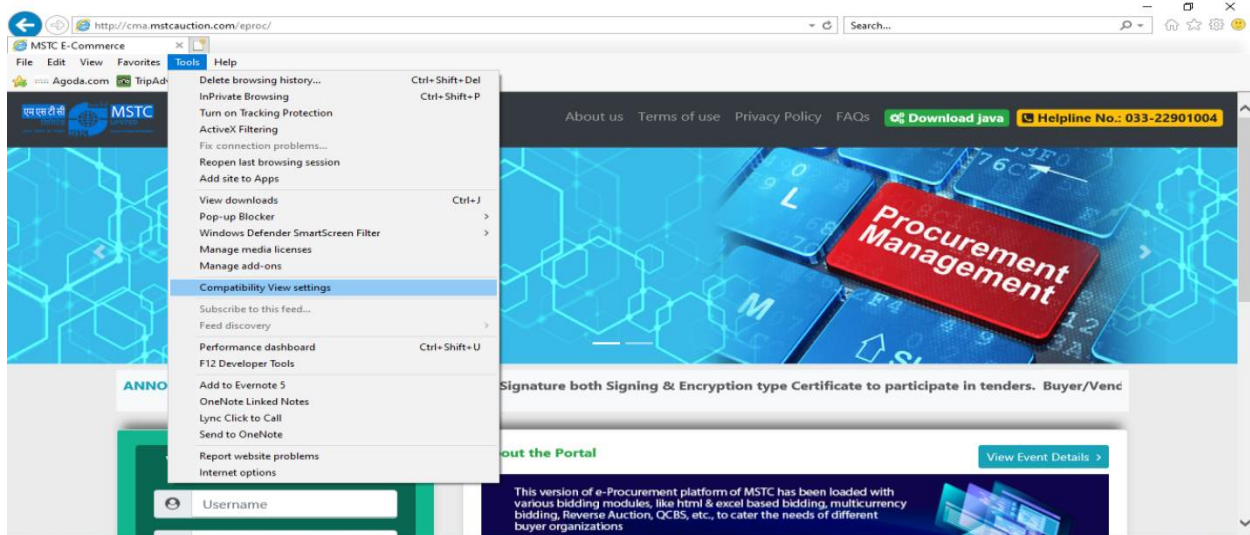 http://cma.mstcauction.com/eproc/
Search...
MSTC E-Commerce
File Edit View Favorites Tools Help
Agoda.com TripAdv
Delete browsing history... Ctrl+Shift+Del
InPrivate Browsing Ctrl+Shift+P
Turn on Tracking Protection
ActiveX Filtering
Fix connection problems...
Reopen last browsing session
Add site to Apps
View downloads Ctrl+J
Pop-up Blocker
Windows Defender SmartScreen Filter
Manage media licenses
Manage add-ons
Compatibility View settings
Subscribe to this feed...
Feed discovery
Performance dashboard Ctrl+Shift+U
F12 Developer Tools
Add to Evernote 5
OneNote Linked Notes
Lync Click to Call
Send to OneNote
Report website problems
Internet options
एम एस टी सी MSTC
About us Terms of use Privacy Policy FAQs Download java Helpline No.: 033-22901004
Procurement
Management
L
M
ANNO
Signature both Signing & Encryption type Certificate to participate in tenders. Buyer/Vend
out the Portal
View Event Details >
Username
This version of e-Procurement platform of MSTC has been loaded with
various bidding modules, like html & excel based bidding, multicurrency
bidding, Reverse Auction, QCBS, etc., to cater the needs of different
buyer organizations